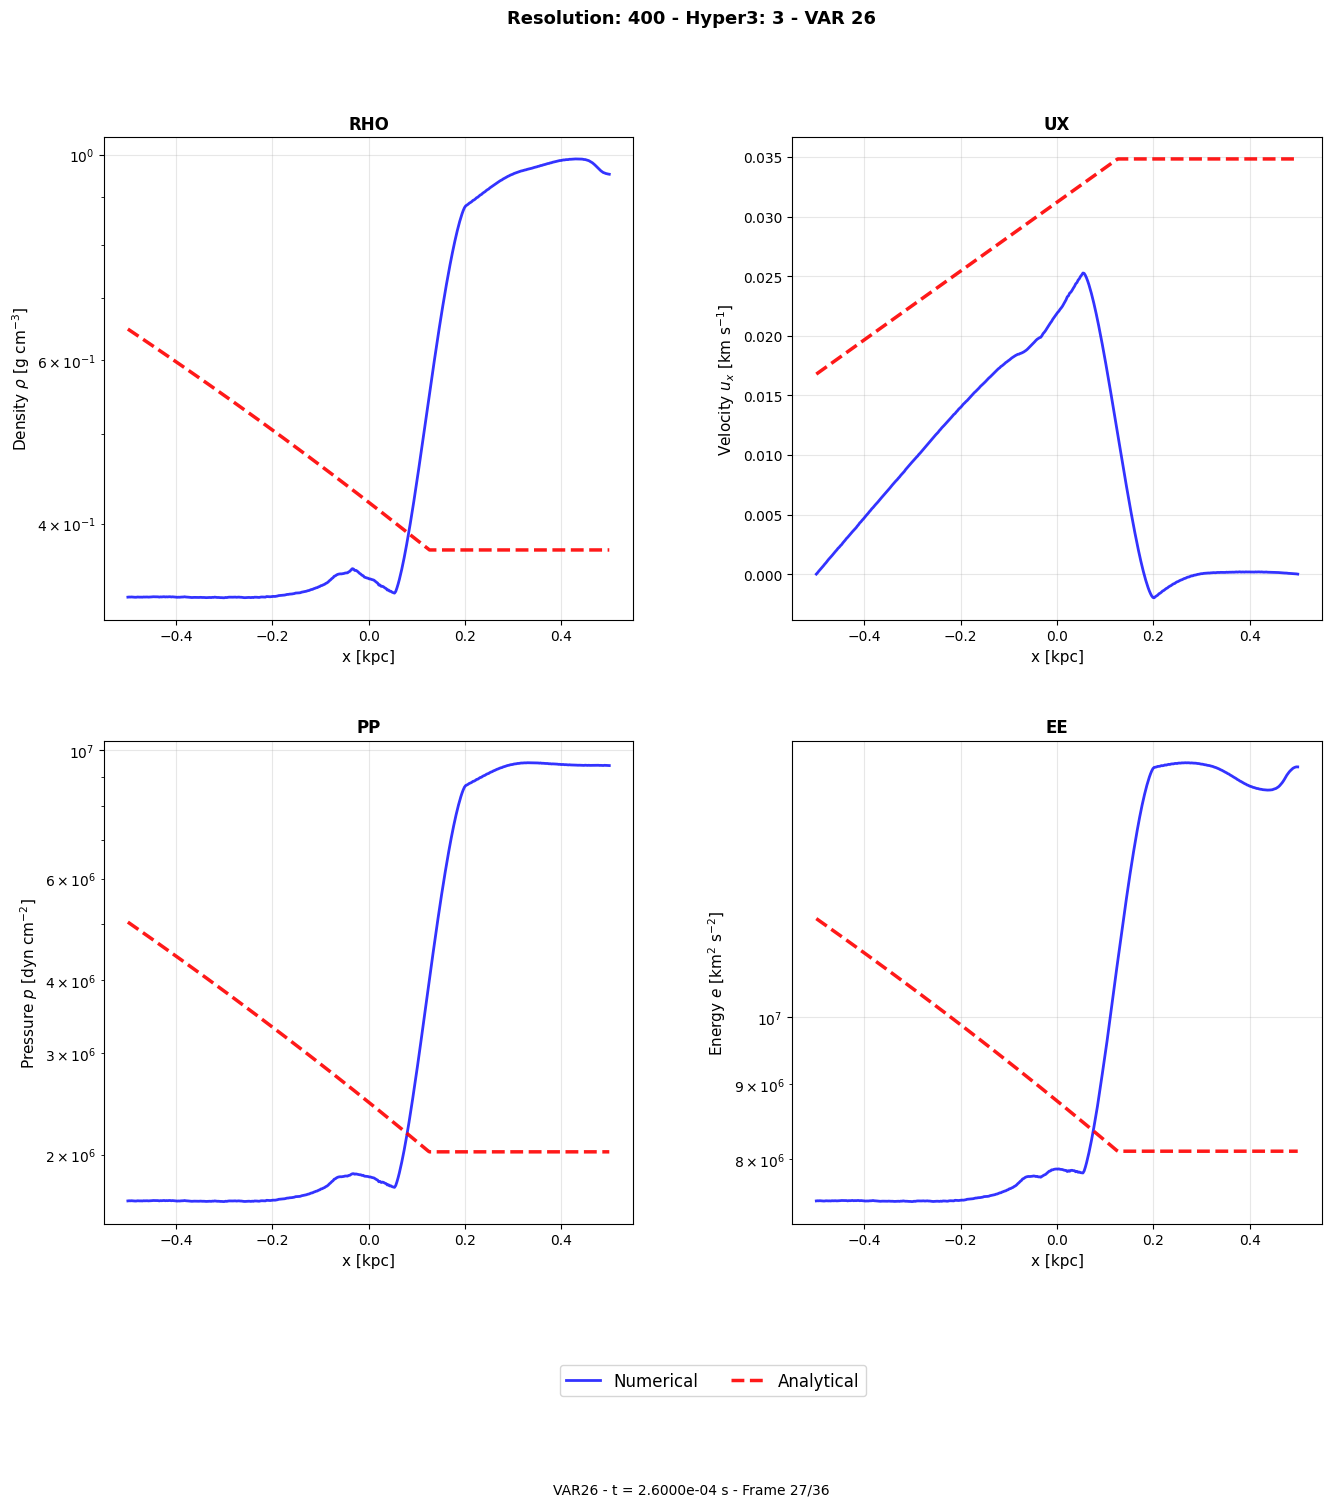 Resolution: 400 - Hyper3: 3 - VAR 26
RHO
10⁰
6 × 10⁻¹
4 × 10⁻¹
Density ρ [g cm⁻³]
−0.4 −0.2 0.0 0.2 0.4
x [kpc]
UX
0.035
0.030
0.025
0.020
0.015
0.010
0.005
0.000
Velocity uₓ [km s⁻¹]
−0.4 −0.2 0.0 0.2 0.4
x [kpc]
PP
10⁷
6 × 10⁶
4 × 10⁶
3 × 10⁶
2 × 10⁶
Pressure p [dyn cm⁻²]
−0.4 −0.2 0.0 0.2 0.4
x [kpc]
EE
10⁷
9 × 10⁶
8 × 10⁶
Energy e [km² s⁻²]
−0.4 −0.2 0.0 0.2 0.4
x [kpc]
Numerical Analytical
VAR26 - t = 2.6000e-04 s - Frame 27/36